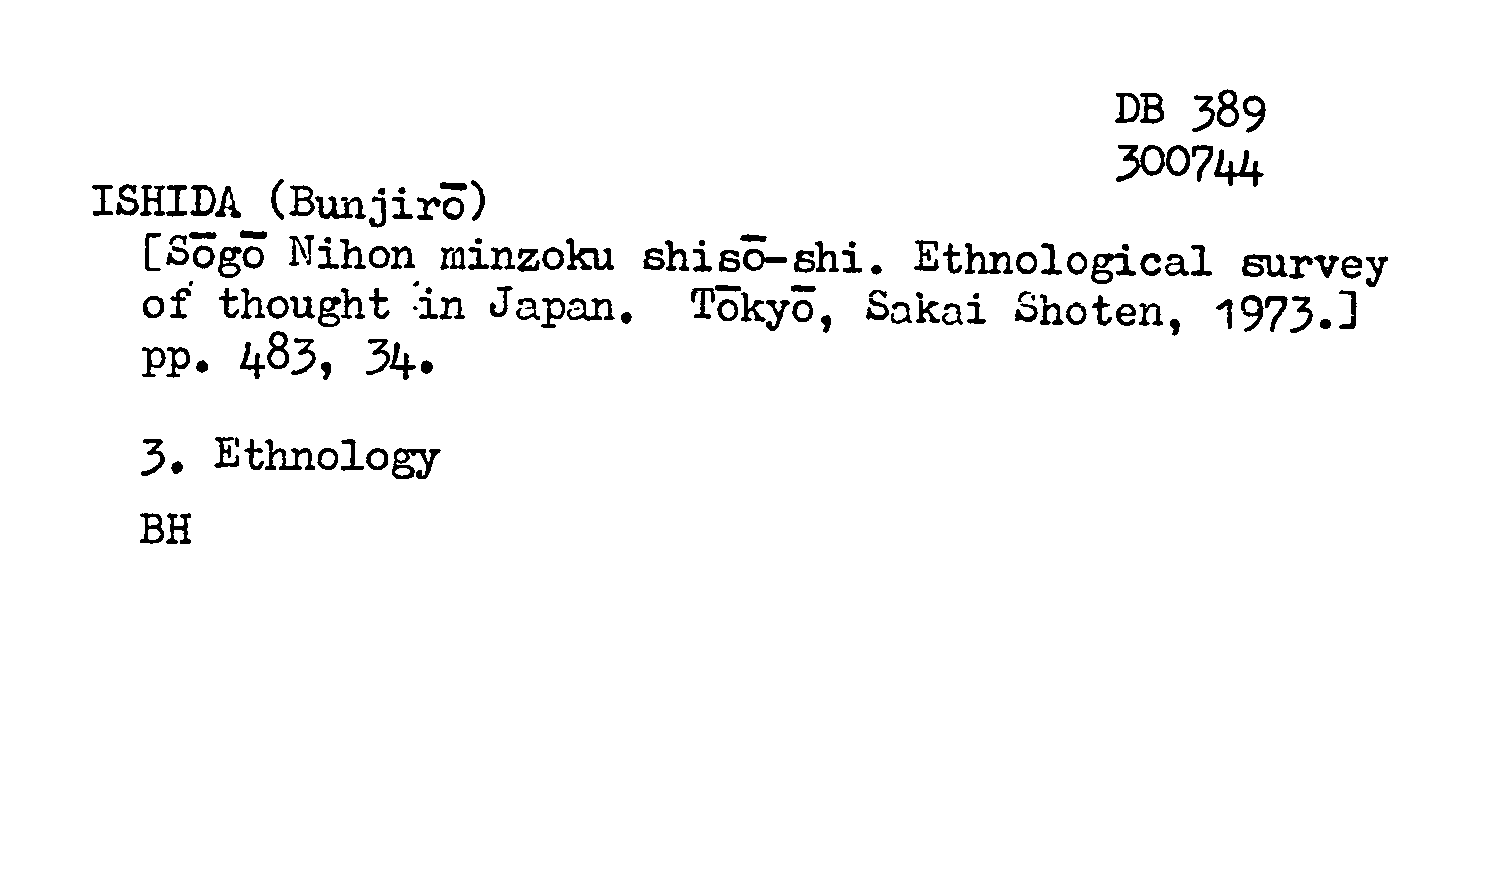 DB 389
300744
ISHIDA (Bunjirō)
[Sōgō Nihon minzoku shisō-shi. Ethnological survey
of thought in Japan. Tōkyō, Sakai Shoten, 1973.]
pp. 483, 34.
3. Ethnology
BH